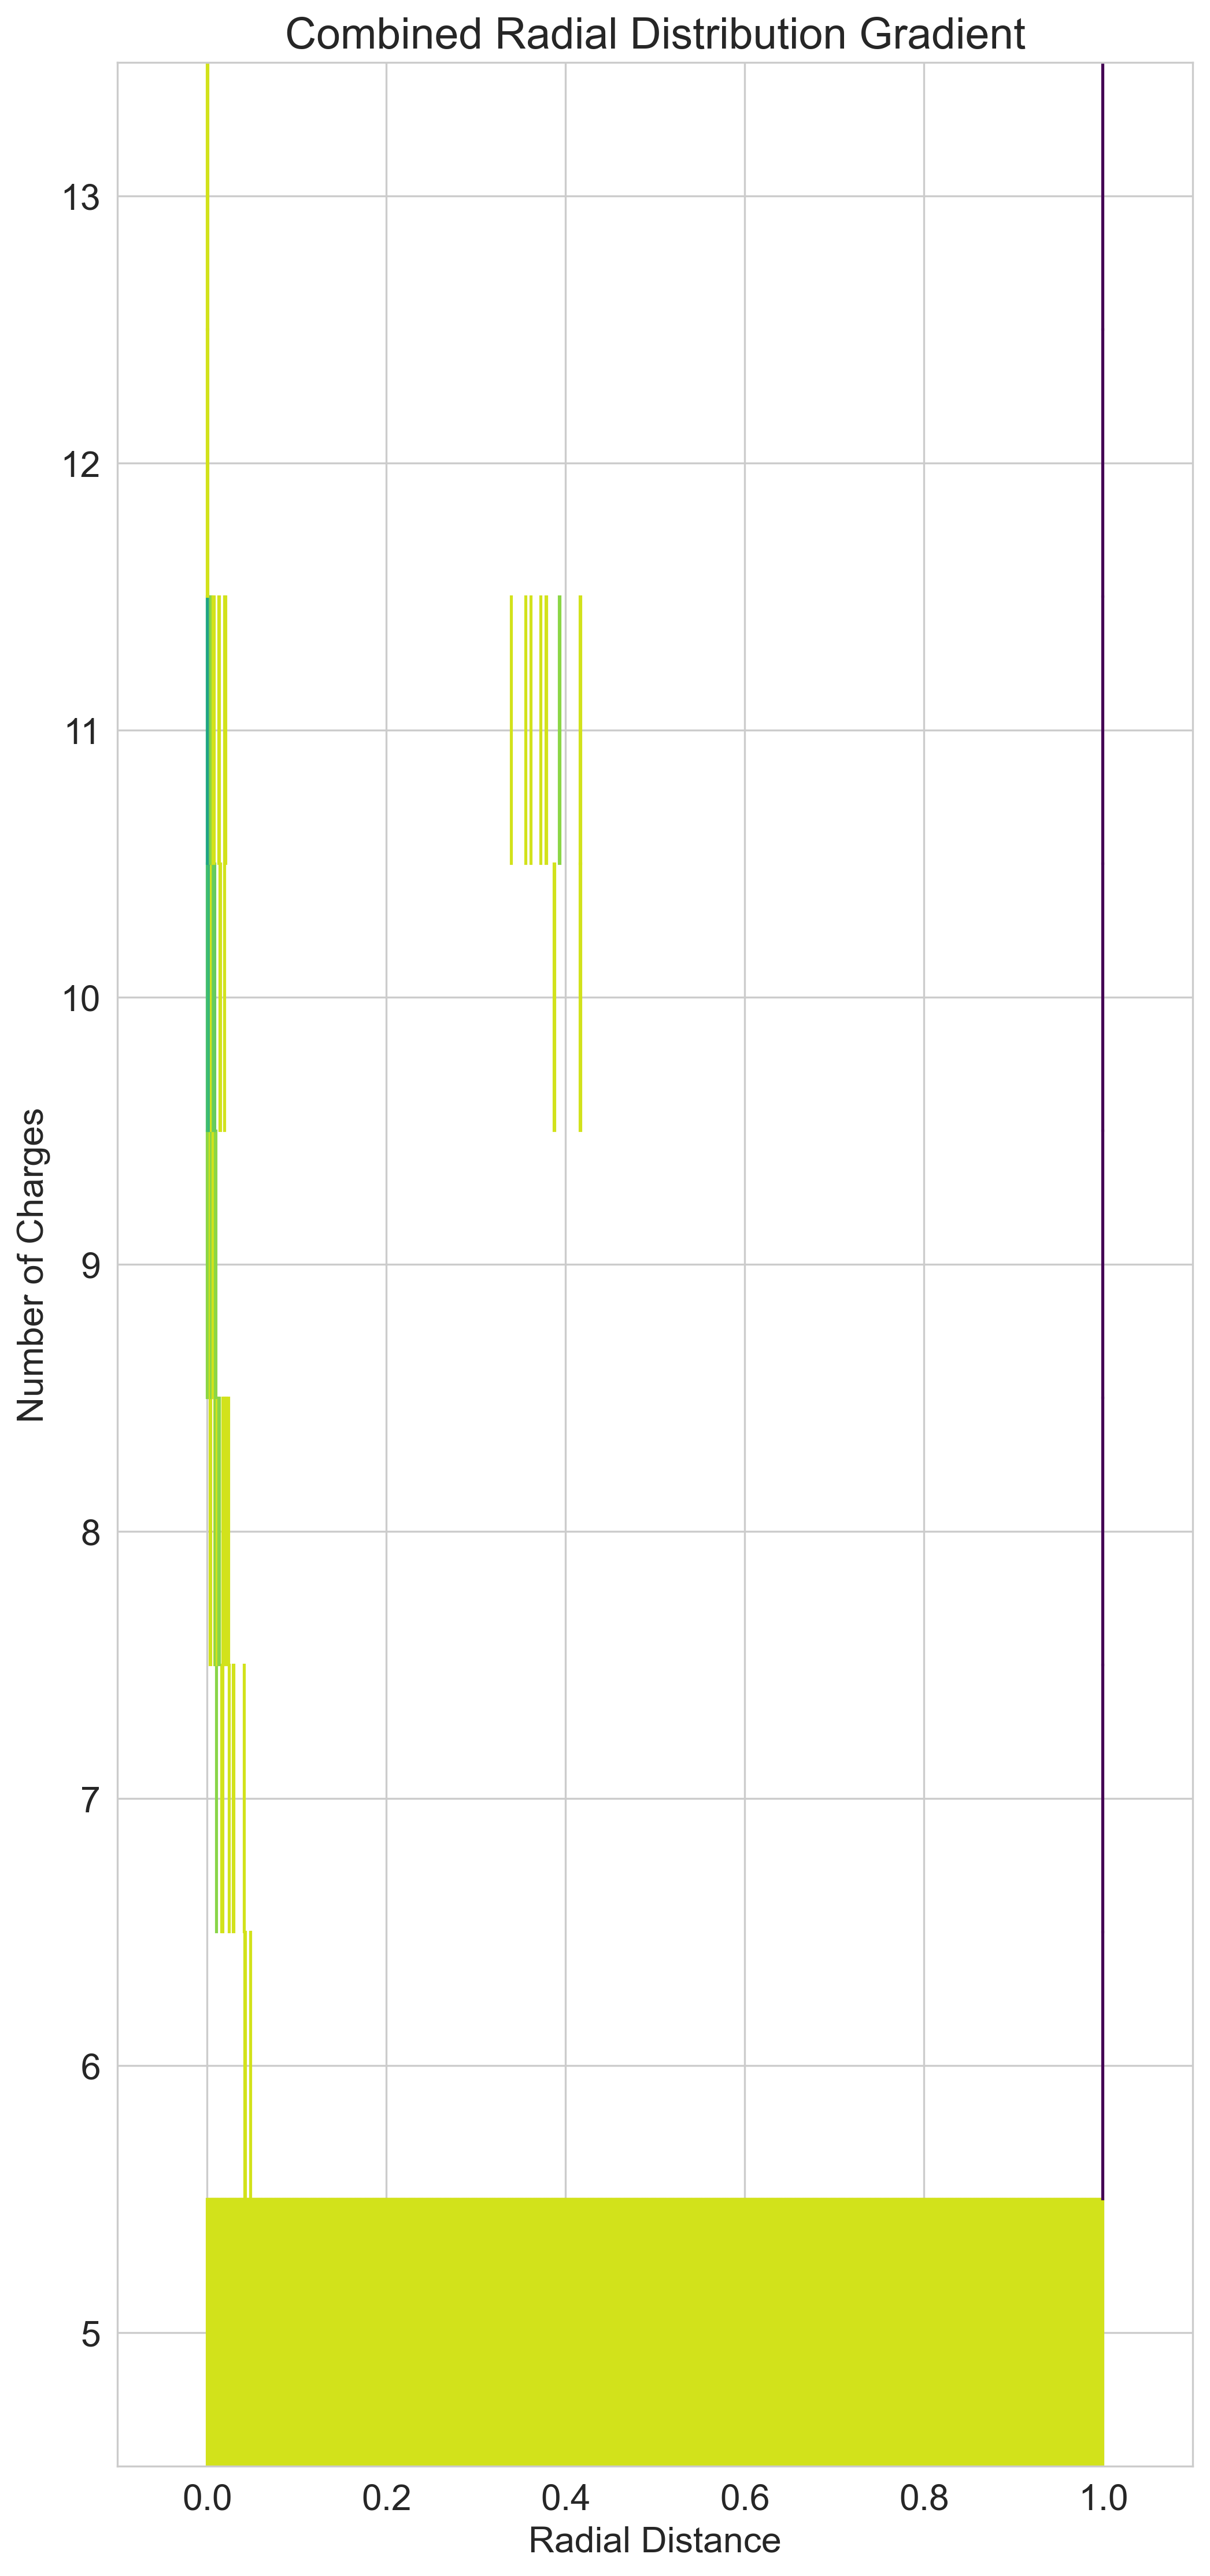 Combined Radial Distribution Gradient
13
12
11
10
9
8
7
6
5
Number of Charges
0.0 0.2 0.4 0.6 0.8 1.0
Radial Distance